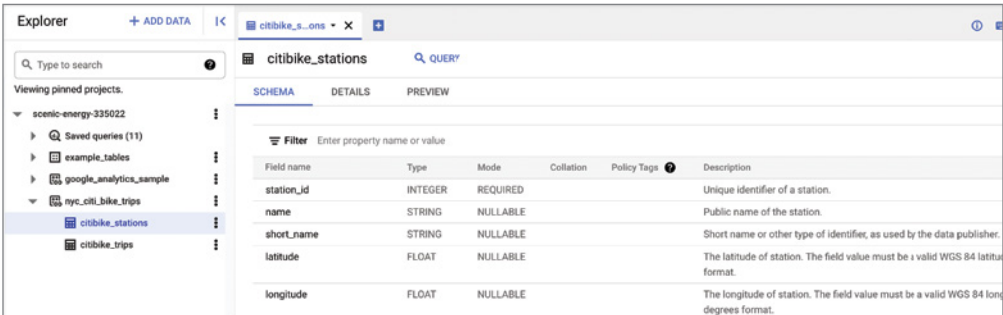 Explorer + ADD DATA
Type to search
Viewing pinned projects.
scenic-energy-335022
Saved queries (11)
example_tables
google_analytics_sample
nyc_citi_bike_trips
citibike_stations
citibike_trips
citibike_s...ons
citibike_stations QUERY
SCHEMA DETAILS PREVIEW
Filter Enter property name or value
Field name Type Mode Collation Policy Tags Description
station_id INTEGER REQUIRED Unique identifier of a station.
name STRING NULLABLE Public name of the station.
short_name STRING NULLABLE Short name or other type of identifier, as used by the data publisher.
latitude FLOAT NULLABLE The latitude of station. The field value must be a valid WGS 84
format.
longitude FLOAT NULLABLE The longitude of station. The field value must be a valid WGS 84
degrees format.